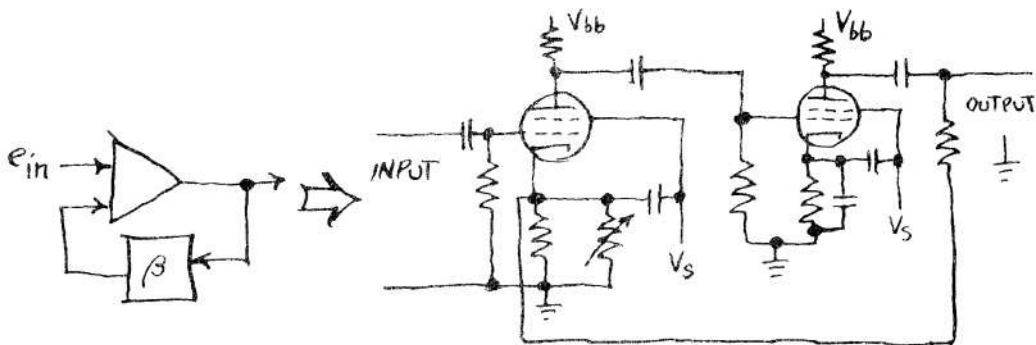 e_in
β
INPUT
V_bb
V_s
V_bb
V_s
OUTPUT